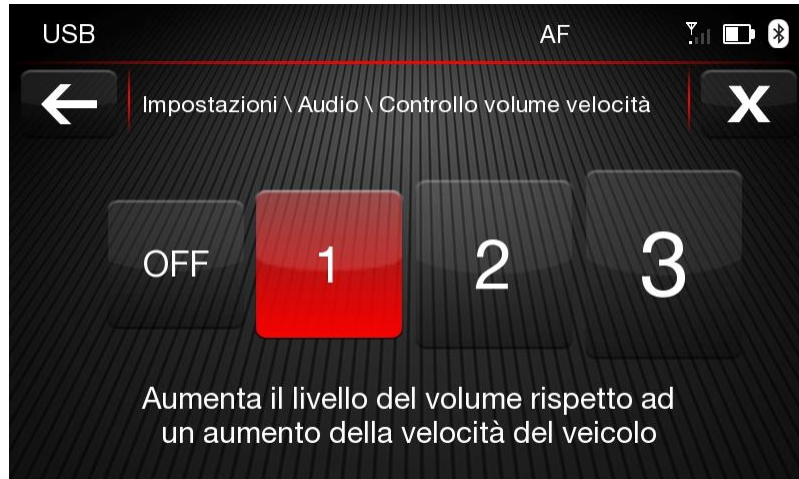 USB AF
Impostazioni \ Audio \ Controllo volume velocità X
OFF 1 2 3
Aumenta il livello del volume rispetto ad
un aumento della velocità del veicolo